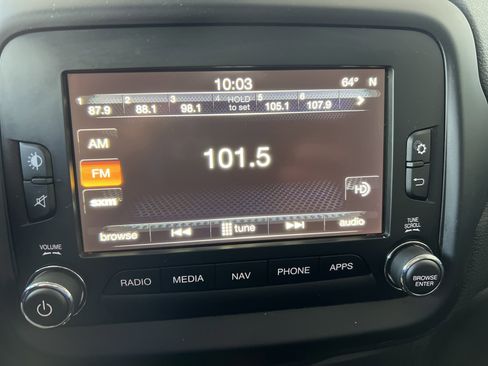 10:03 64° N
1 2 3 4 5 6
87.9 88.1 98.1 HOLD to set 105.1 107.9
AM
101.5
FM
sxm HD
browse tune audio
VOLUME TUNE SCROLL
RADIO MEDIA NAV PHONE APPS
BROWSE ENTER